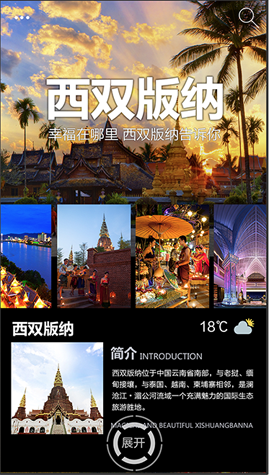 西双版纳
幸福在哪里 西双版纳告诉你
西双版纳
18℃
简介 INTRODUCTION
西双版纳位于中国云南省南部，与老挝、缅
甸接壤，与泰国、越南、柬埔寨相邻，是澜
沧江·湄公河流域一个充满魅力的国际生态
旅游胜地。
AND BEAUTIFUL XISHUANGBANNA
展开